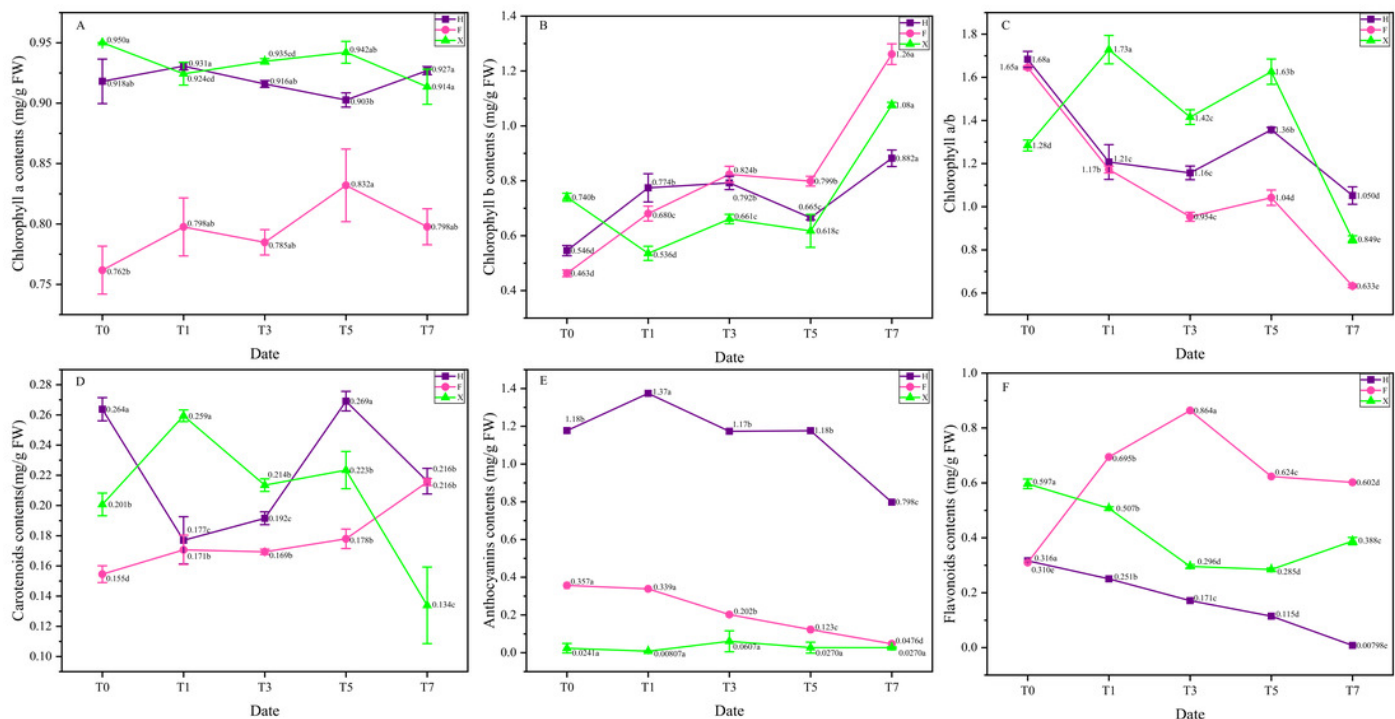 A
H
F
X
Chlorophyll a contents (mg/g FW)
0.95
0.90
0.85
0.80
0.75
0.950a
0.918ab
0.931a
0.924cd
0.935cd
0.916ab
0.942ab
0.903b
0.927a
0.914a
0.762b
0.798ab
0.785ab
0.832a
0.798ab
T0 T1 T3 T5 T7
Date
B
H
F
X
Chlorophyll b contents (mg/g FW)
1.4
1.2
1.0
0.8
0.6
0.4
0.740b
0.546d
0.463d
0.774b
0.680c
0.536d
0.824b
0.792b
0.661c
0.799b
0.665c
0.618c
1.26a
1.08a
0.882a
T0 T1 T3 T5 T7
Date
C
H
F
X
Chlorophyll a/b
1.8
1.6
1.4
1.2
1.0
0.8
0.6
1.68a
1.65a
1.28d
1.73a
1.21c
1.17b
1.42c
1.16c
0.954c
1.63b
1.36b
1.04d
1.050d
0.849e
0.633e
T0 T1 T3 T5 T7
Date
D
H
F
X
Carotenoids contents(mg/g FW)
0.28
0.26
0.24
0.22
0.20
0.18
0.16
0.14
0.12
0.10
0.264a
0.201b
0.155d
0.259a
0.177c
0.171b
0.214b
0.192c
0.169b
0.269a
0.223b
0.178b
0.216b
0.216b
0.134c
T0 T1 T3 T5 T7
Date
E
H
F
X
Anthocyanins contents (mg/g FW)
1.4
1.2
1.0
0.8
0.6
0.4
0.2
0.0
1.18b
1.37a
1.17b
1.18b
0.798c
0.357a
0.339a
0.202b
0.123c
0.0476d
0.0241a
0.00807a
0.0607a
0.0270a
0.0270a
T0 T1 T3 T5 T7
Date
F
H
F
X
Flavonoids contents (mg/g FW)
1.0
0.8
0.6
0.4
0.2
0.0
0.597a
0.316a
0.310e
0.695b
0.507b
0.251b
0.864a
0.296d
0.171c
0.624c
0.285d
0.115d
0.602d
0.388c
0.00798e
T0 T1 T3 T5 T7
Date